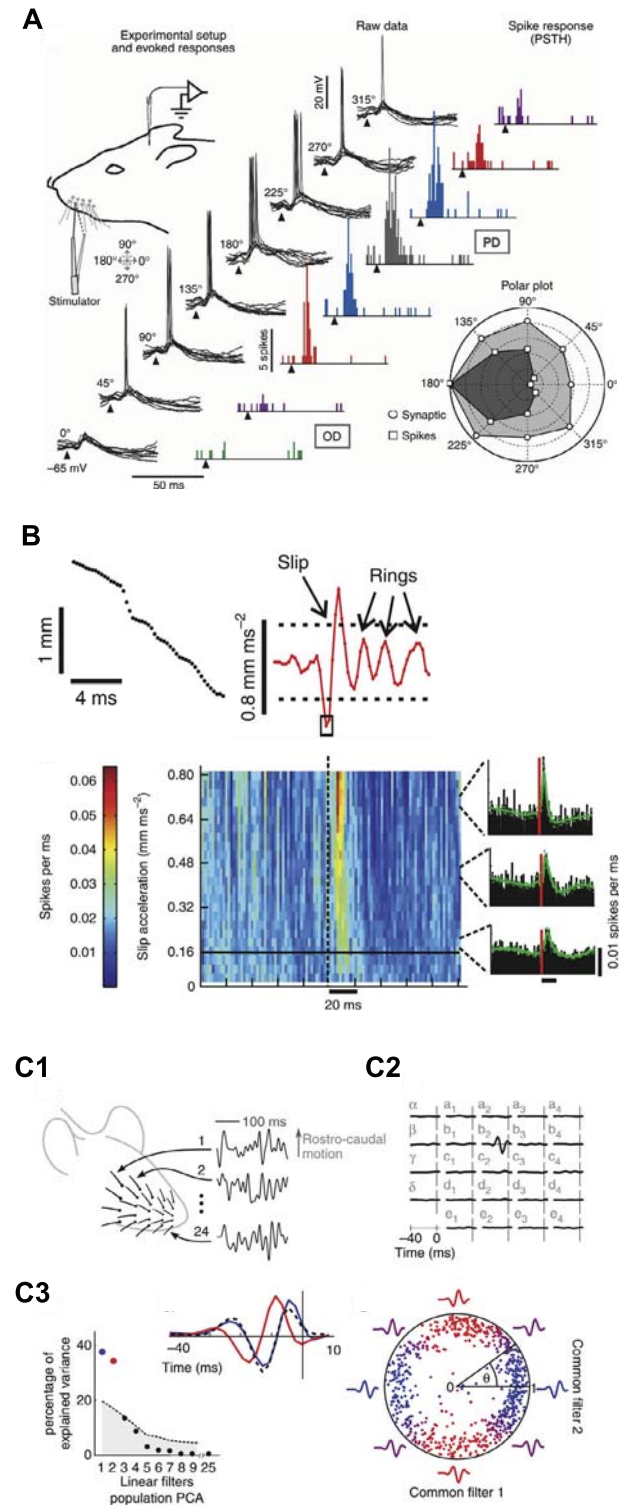 A
Experimental setup
and evoked responses
Raw data
Spike response
(PSTH)
20 mV
315°
270°
225°
180°
135°
90°
45°
0°
–65 mV
50 ms
90°
180° 0°
270°
Stimulator
5 spikes
PD
OD
Polar plot
90°
135°
45°
180°
0°
225°
315°
270°
Synaptic
Spikes
B
1 mm
4 ms
Slip
Rings
0.8 mm ms⁻²
Spikes per ms
0.06
0.05
0.04
0.03
0.02
0.01
Slip acceleration (mm ms⁻²)
0.80
0.64
0.48
0.32
0.16
0
20 ms
0.01 spikes per ms
C1
100 ms
Rostro-caudal
motion
1
2
24
C2
α a1 a2 a3 a4
β b1 b2 b3 b4
γ c1 c2 c3 c4
δ d1 d2 d3 d4
e1 e2 e3 e4
–40 0
Time (ms)
C3
percentage of
explained variance
40
20
0
1 2 3 4 5 6 7 8 9 25
Linear filters
population PCA
–40
10
Time (ms)
0
θ
1
Common filter 2
Common filter 1